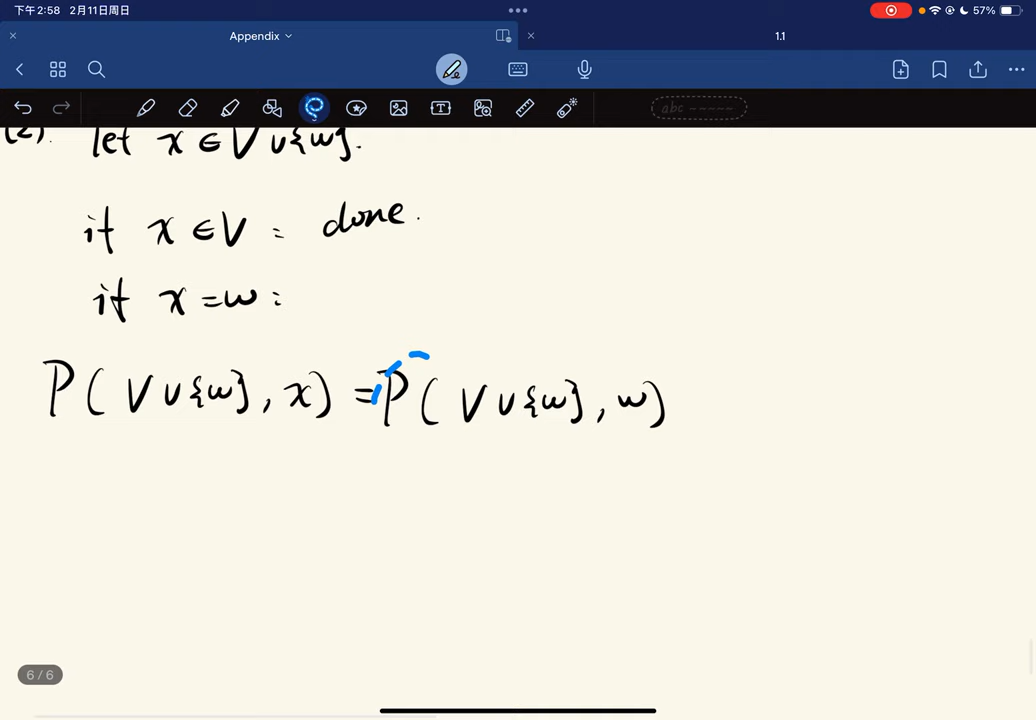 下午2:58 2月11日周日
57%
Appendix
1.1
abc
(2). let x ∈ V ∪{w}.
if x ∈ V : done.
if x = w :
P( V ∪{w} , x) = P( V ∪{w} , w)
6 / 6